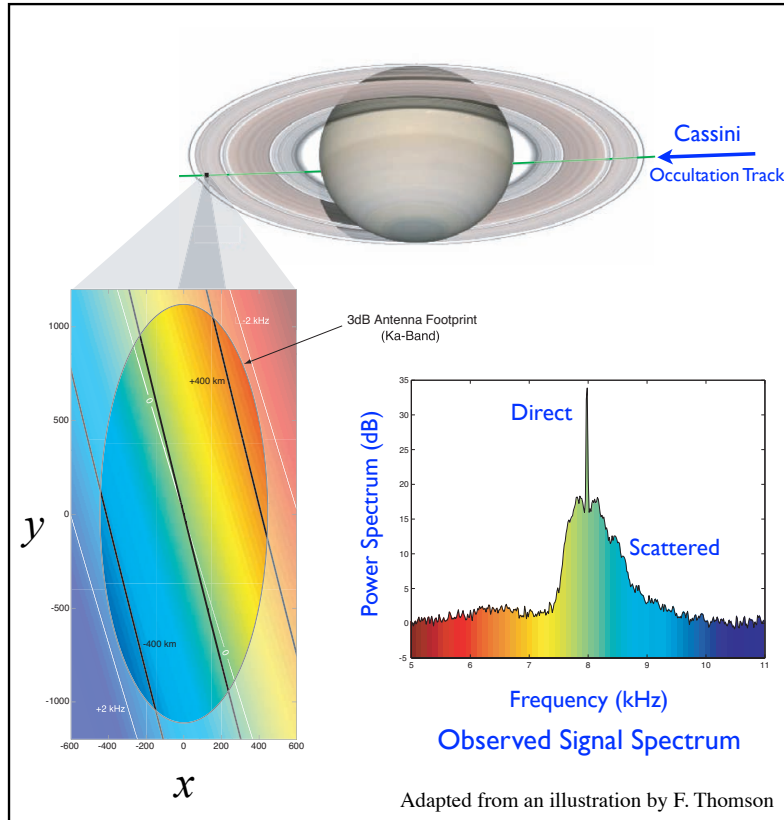 Cassini
Occultation Track
3dB Antenna Footprint
(Ka-Band)
1000
500
0
-500
-1000
-600
-400
-200
0
200
400
600
y
x
-2 kHz
+400 km
0
0
-400 km
+2 kHz
35
30
25
20
15
10
5
0
-5
5
6
7
8
9
10
11
Power Spectrum (dB)
Direct
Scattered
Frequency (kHz)
Observed Signal Spectrum
Adapted from an illustration by F. Thomson